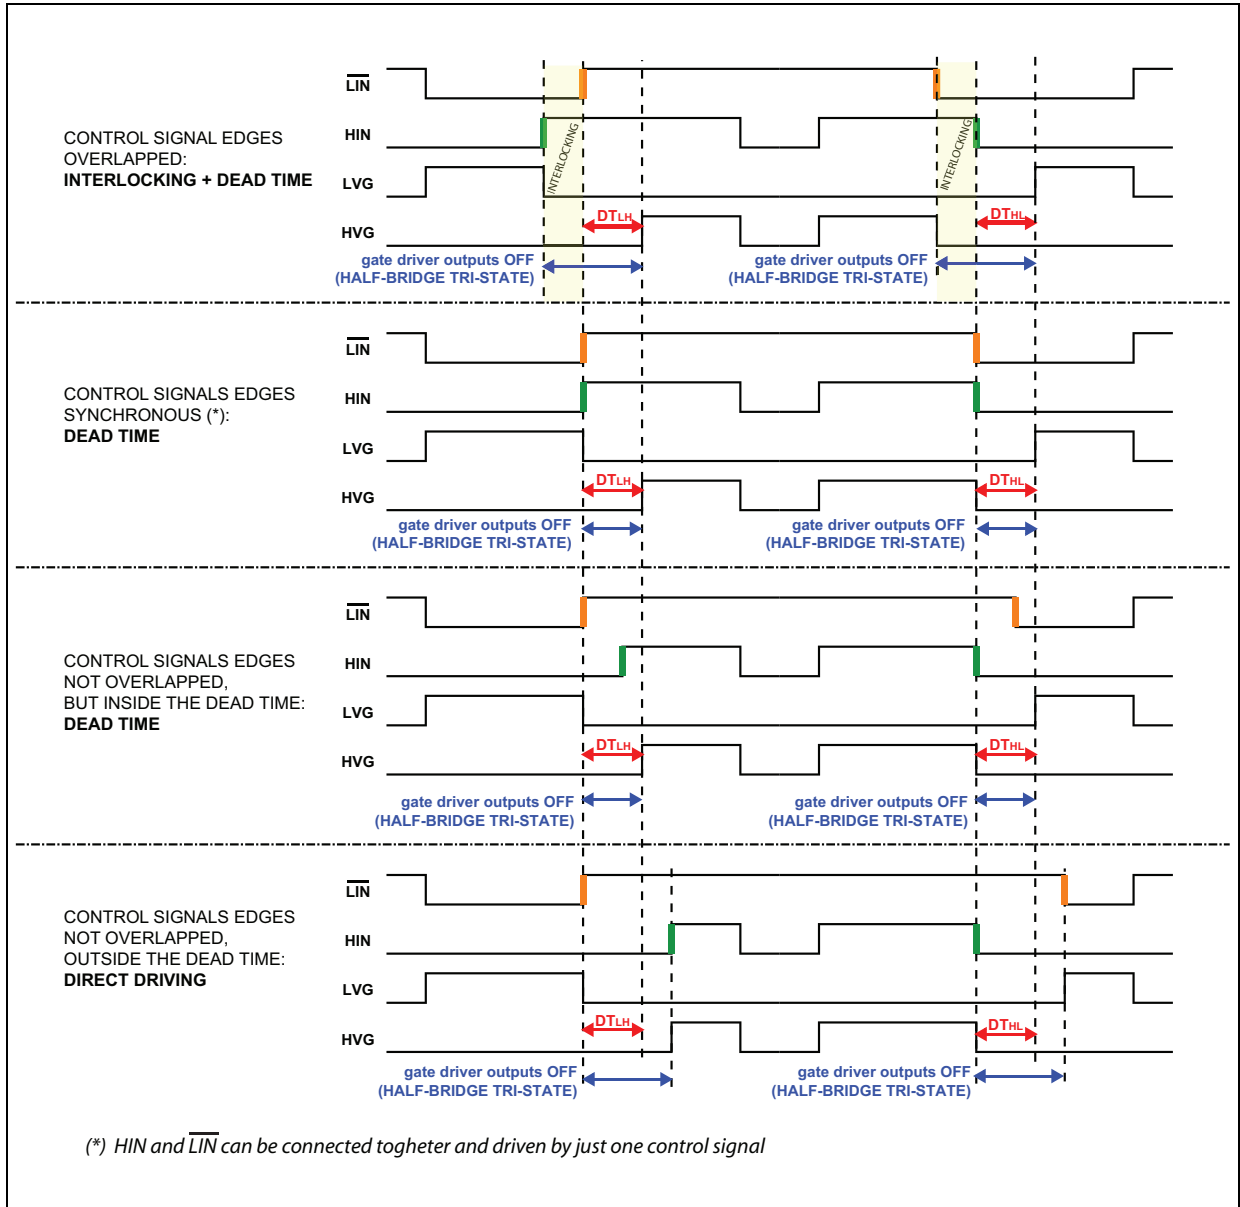 LIN
CONTROL SIGNAL EDGES
OVERLAPPED:
INTERLOCKING + DEAD TIME
HIN
INTERLOCKING
INTERLOCKING
LVG
DTLH
DTHL
HVG
gate driver outputs OFF
(HALF-BRIDGE TRI-STATE)
gate driver outputs OFF
(HALF-BRIDGE TRI-STATE)
LIN
CONTROL SIGNALS EDGES
SYNCHRONOUS (*):
DEAD TIME
HIN
LVG
DTLH
DTHL
HVG
gate driver outputs OFF
(HALF-BRIDGE TRI-STATE)
gate driver outputs OFF
(HALF-BRIDGE TRI-STATE)
LIN
CONTROL SIGNALS EDGES
NOT OVERLAPPED,
BUT INSIDE THE DEAD TIME:
DEAD TIME
HIN
LVG
DTLH
DTHL
HVG
gate driver outputs OFF
(HALF-BRIDGE TRI-STATE)
gate driver outputs OFF
(HALF-BRIDGE TRI-STATE)
LIN
CONTROL SIGNALS EDGES
NOT OVERLAPPED,
OUTSIDE THE DEAD TIME:
DIRECT DRIVING
HIN
LVG
DTLH
DTHL
HVG
gate driver outputs OFF
(HALF-BRIDGE TRI-STATE)
gate driver outputs OFF
(HALF-BRIDGE TRI-STATE)
(*) HIN and LIN can be connected togheter and driven by just one control signal